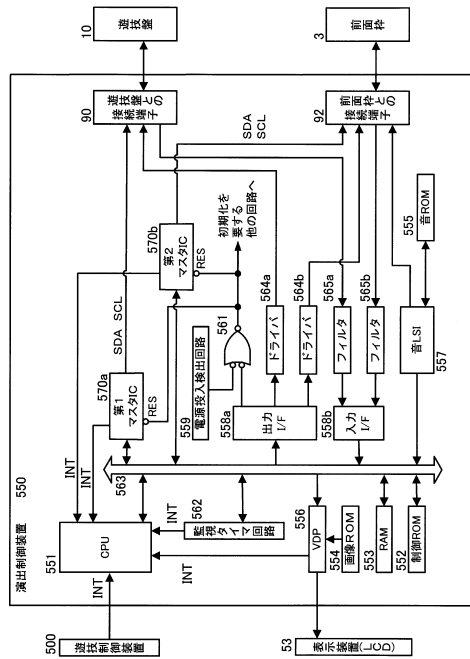 演出制御装置 550
500
遊技制御装置
INT
551
CPU
INT
INT
563
INT
監視タイマ回路
562
INT
53
表示装置(LCD)
VDP
556
554
画像ROM
553
RAM
552
制御ROM
570a
第1
マスタIC
RES
SDA SCL
570b
第2
マスタIC
RES
SDA
SCL
559
電源投入検出回路
561
初期化を
要する
他の回路へ
558a
出力
I/F
558b
入力
I/F
564a
ドライバ
564b
ドライバ
565a
フィルタ
565b
フィルタ
音LSI
557
555
音ROM
90
遊技盤との
接続端子
92
前面枠との
接続端子
10
遊技盤
3
前面枠